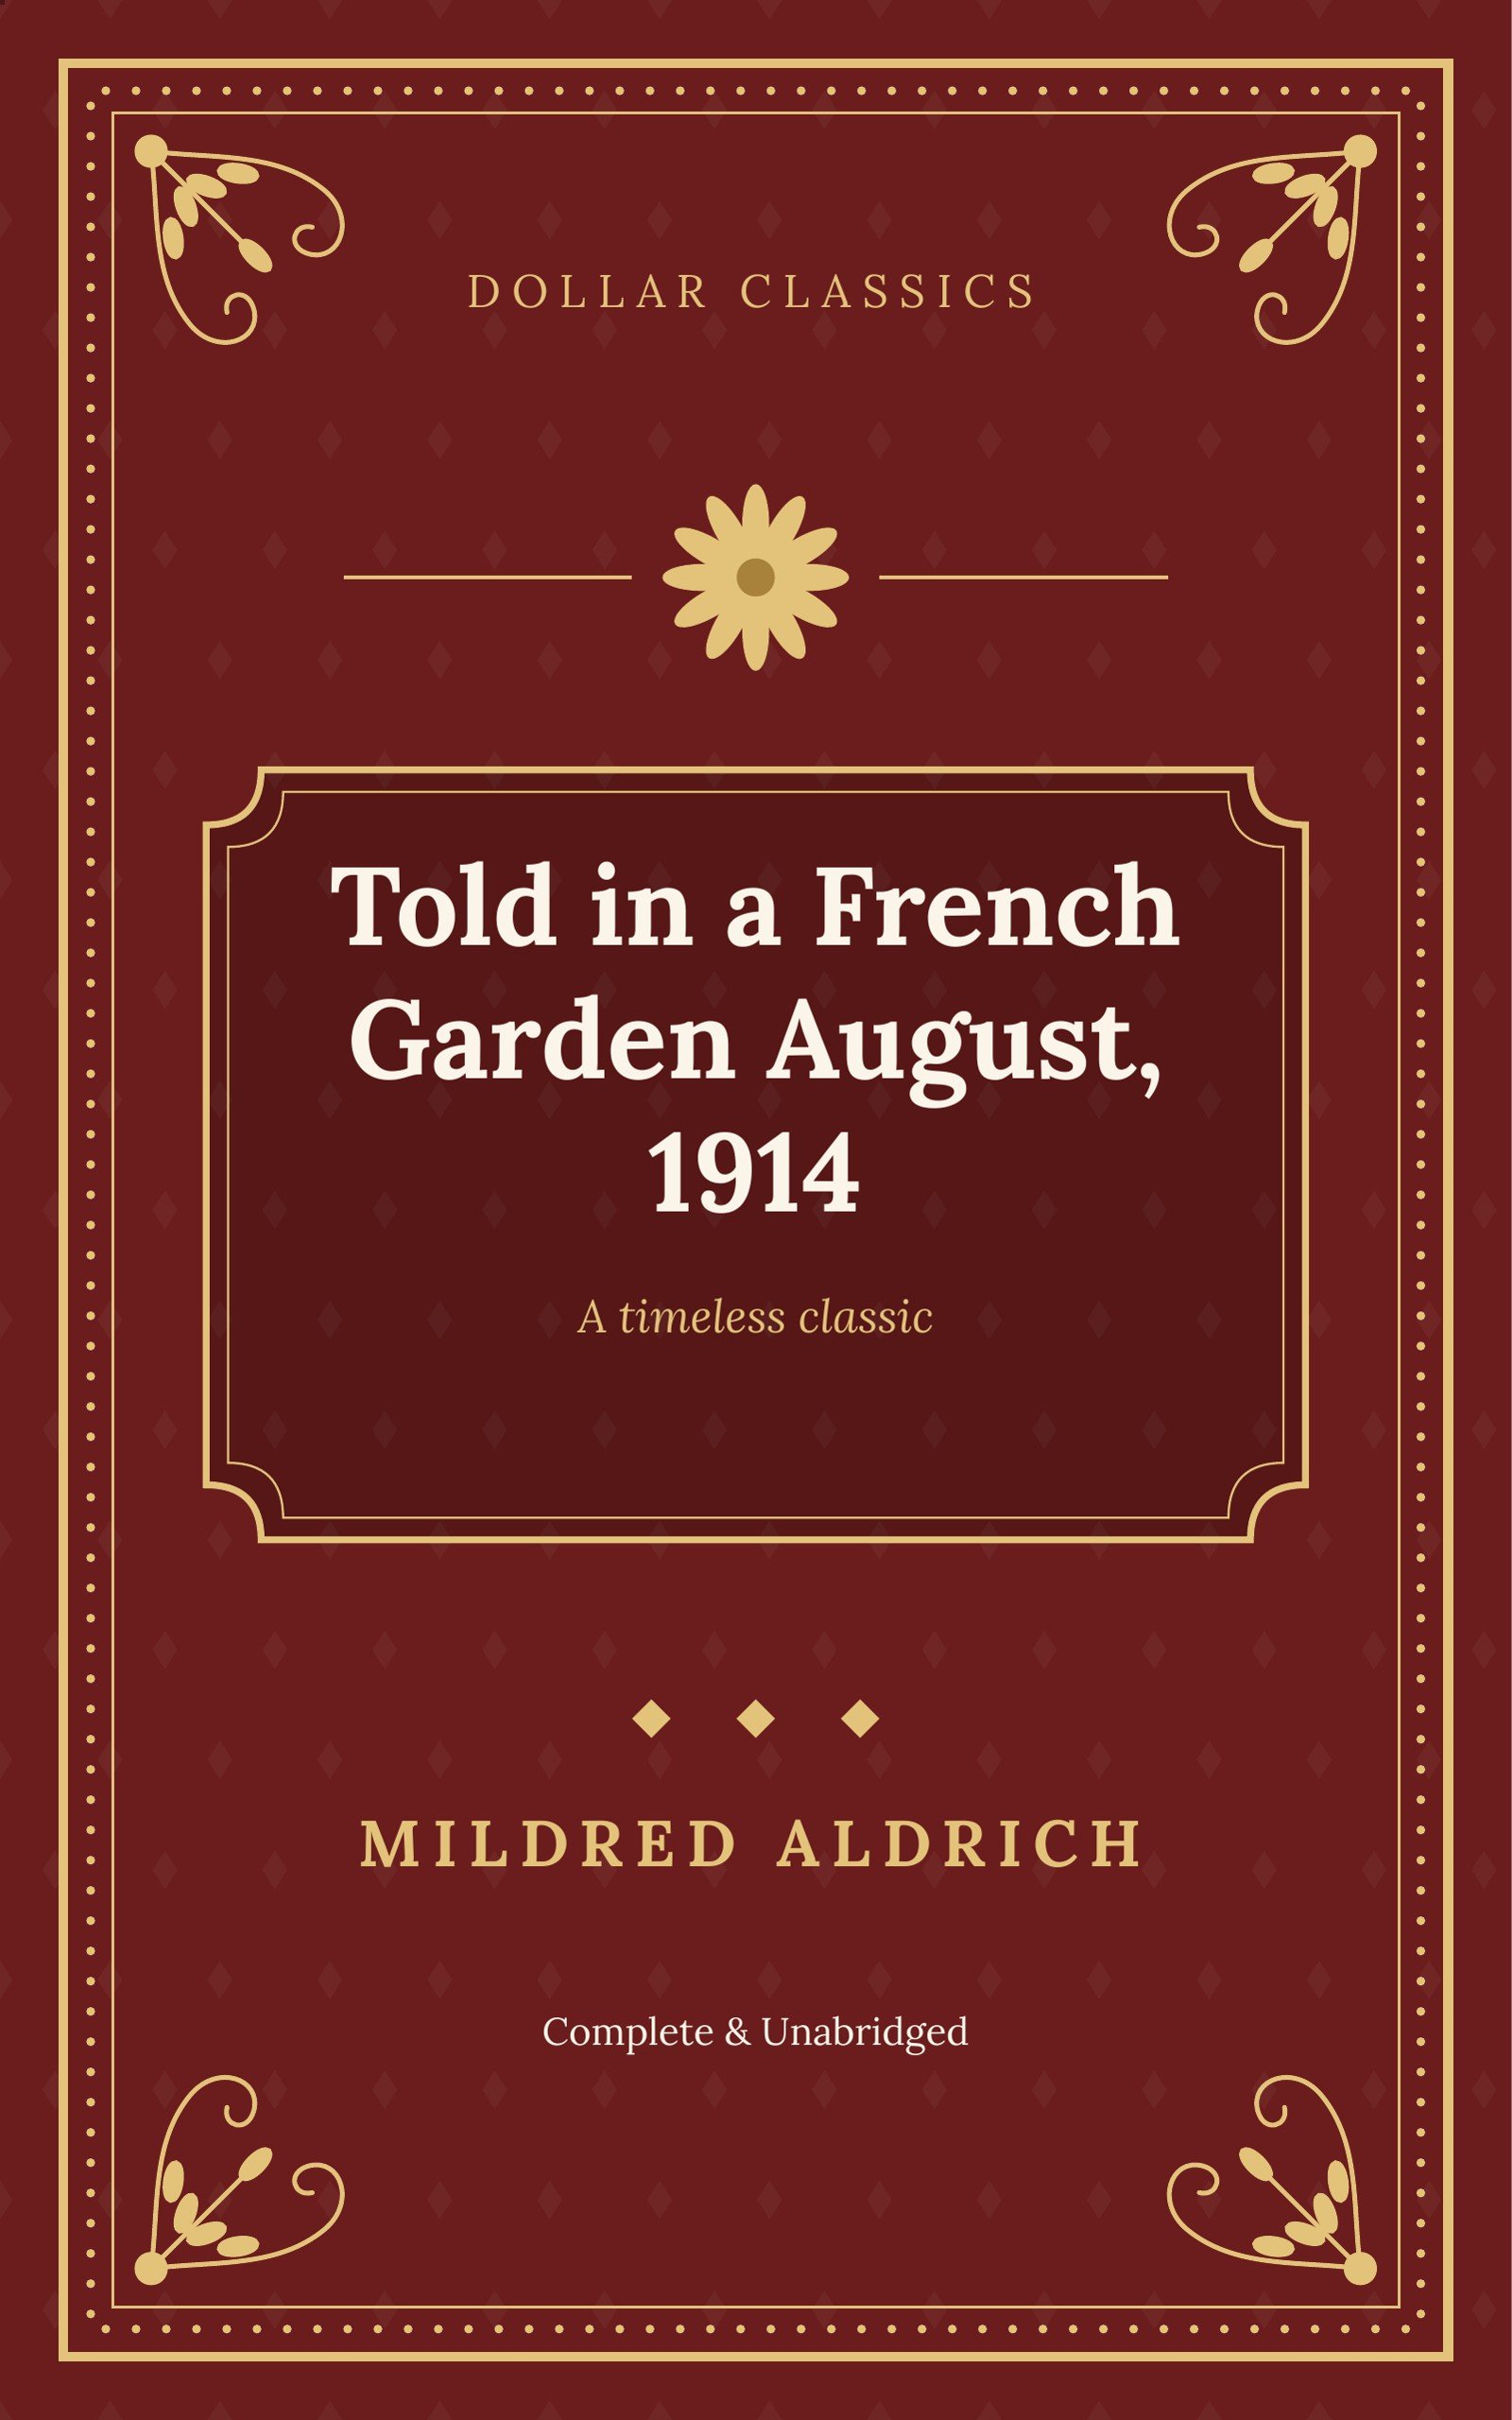 DOLLAR CLASSICS
Told in a French
Garden August,
1914
A timeless classic
MILDRED ALDRICH
Complete & Unabridged